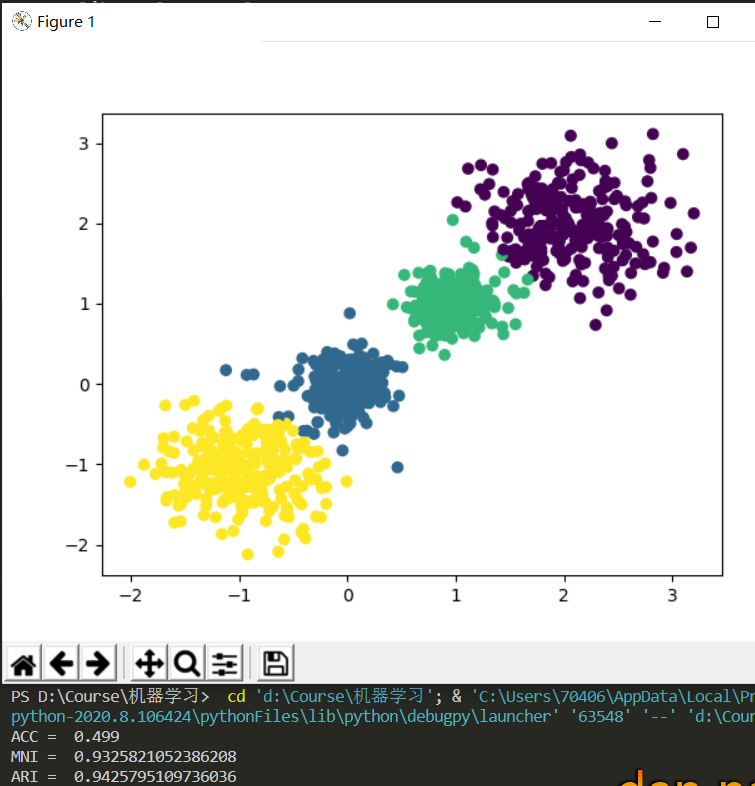 Figure 1
3
2
1
0
−1
−2
−2 −1 0 1 2 3
PS D:\Course\机器学习> cd 'd:\Course\机器学习'; & 'C:\Users\70406\AppData\Local\Pr
python-2020.8.106424\pythonFiles\lib\python\debugpy\launcher' '63548' '--' 'd:\Cour
ACC = 0.499
MNI = 0.9325821052386208
ARI = 0.9425795109736036